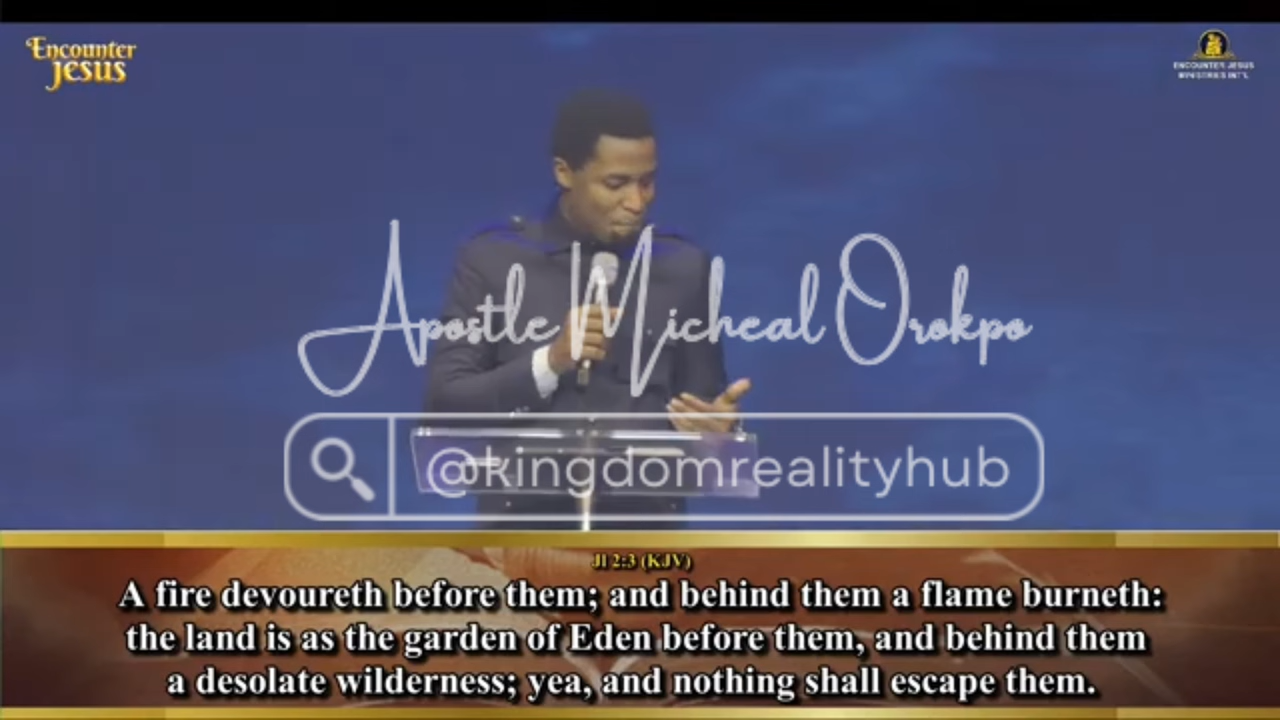 Encounter
Jesus
ENCOUNTER JESUS
MINISTRIES INT'L
Apostle Micheal Orokpo
@kingdomrealityhub
Jl 2:3 (KJV)
A fire devoureth before them; and behind them a flame burneth:
the land is as the garden of Eden before them, and behind them
a desolate wilderness; yea, and nothing shall escape them.